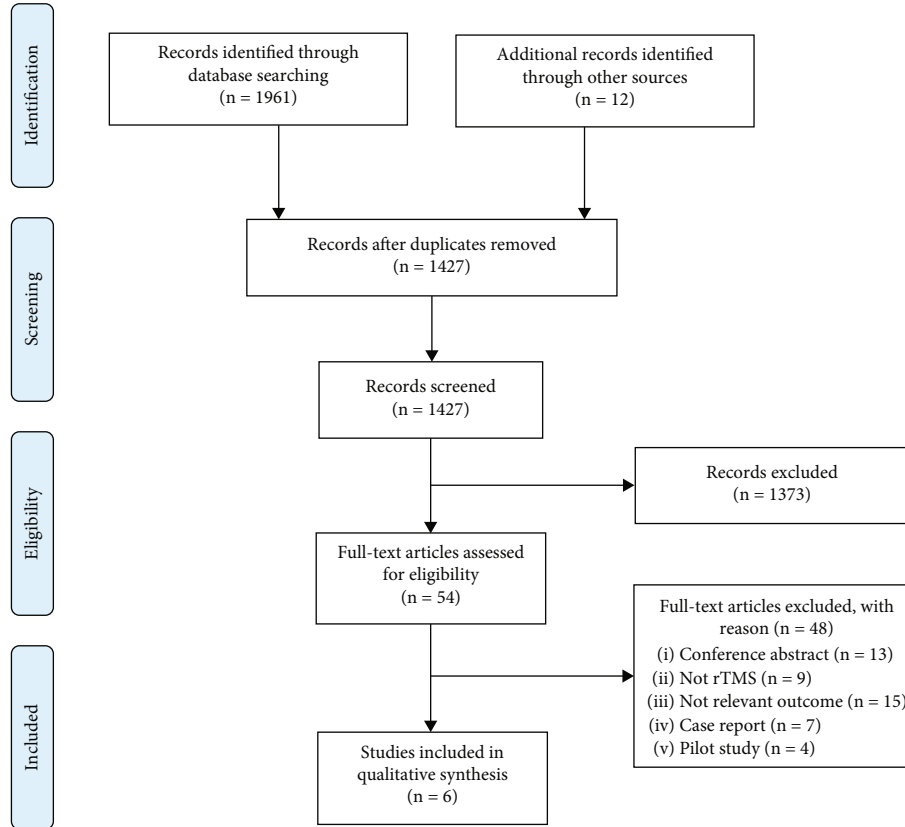 Identification
Records identified through
database searching
(n = 1961)
Additional records identified
through other sources
(n = 12)
Screening
Records after duplicates removed
(n = 1427)
Records screened
(n = 1427)
Eligibility
Records excluded
(n = 1373)
Full-text articles assessed
for eligibility
(n = 54)
Full-text articles excluded, with
reason (n = 48)
(i) Conference abstract (n = 13)
(ii) Not rTMS (n = 9)
(iii) Not relevant outcome (n = 15)
(iv) Case report (n = 7)
(v) Pilot study (n = 4)
Included
Studies included in
qualitative synthesis
(n = 6)